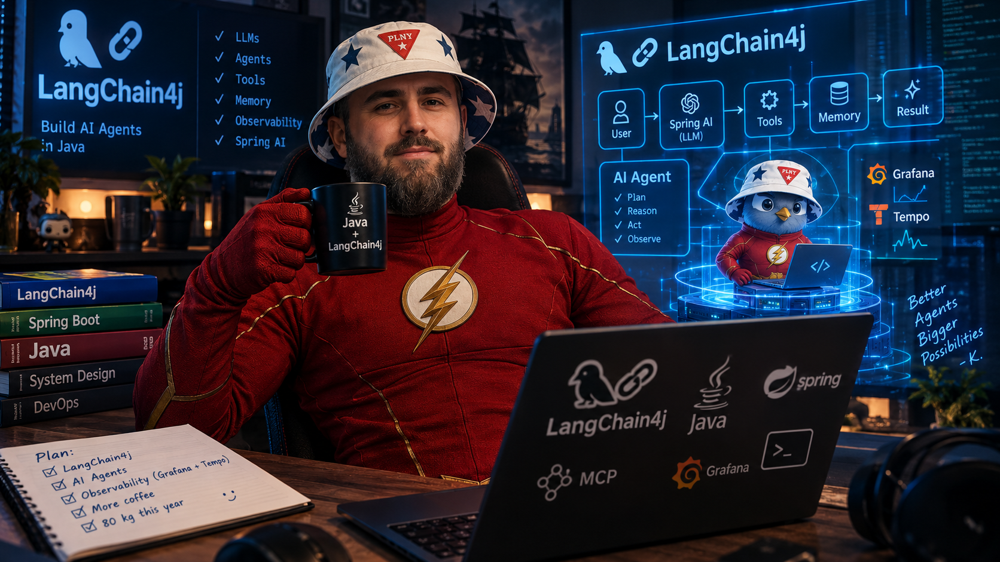 LangChain4j
Build AI Agents
in Java
✓ LLMs
✓ Agents
✓ Tools
✓ Memory
✓ Observability
✓ Spring AI
PLNY
LangChain4j
User
Spring AI
(LLM)
Tools
Memory
Result
AI Agent
✓ Plan
✓ Reason
✓ Act
✓ Observe
PLNY
</>
Grafana
Tempo
Better
Agents
Bigger
Possibilities
- K.
Java
+
LangChain4j
LangChain4j
Spring Boot
Java
System Design
DevOps
Plan:
☑ LangChain4j
☑ AI Agents
☑ Observability (Grafana + Tempo)
☑ More coffee
☑ 80 kg this year
LangChain4j
Java
spring
MCP
Grafana
>_